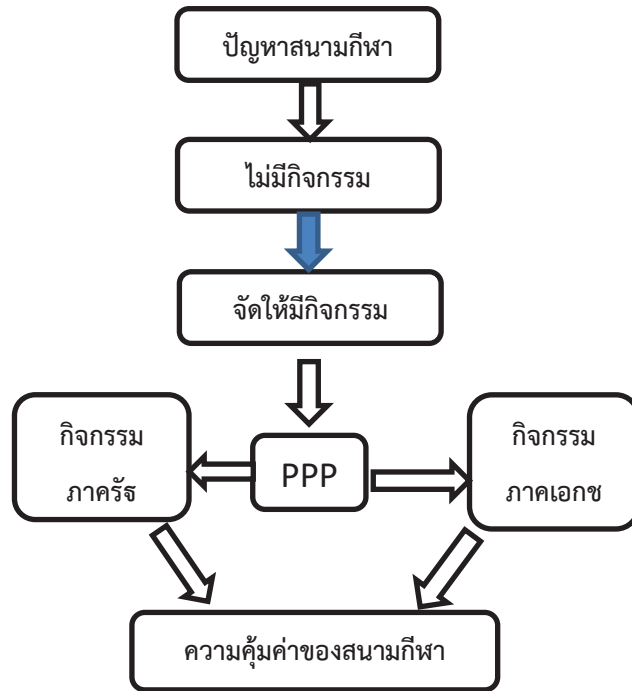 ปัญหาสนามกีฬา
ไม่มีกิจกรรม
จัดให้มีกิจกรรม
กิจกรรม
ภาครัฐ
PPP
กิจกรรม
ภาคเอกช
ความคุ้มค่าของสนามกีฬา